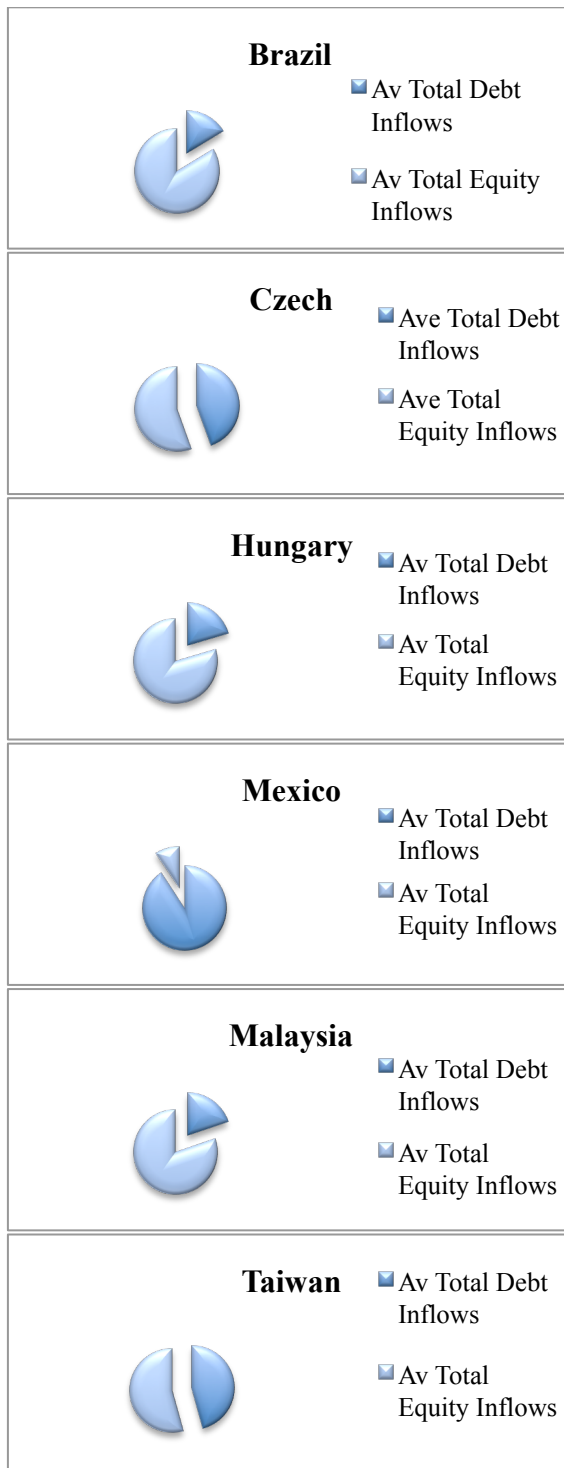 Brazil
Av Total Debt
Inflows
Av Total Equity
Inflows
Czech
Ave Total Debt
Inflows
Ave Total
Equity Inflows
Hungary
Av Total Debt
Inflows
Av Total
Equity Inflows
Mexico
Av Total Debt
Inflows
Av Total
Equity Inflows
Malaysia
Av Total Debt
Inflows
Av Total
Equity Inflows
Taiwan
Av Total Debt
Inflows
Av Total
Equity Inflows